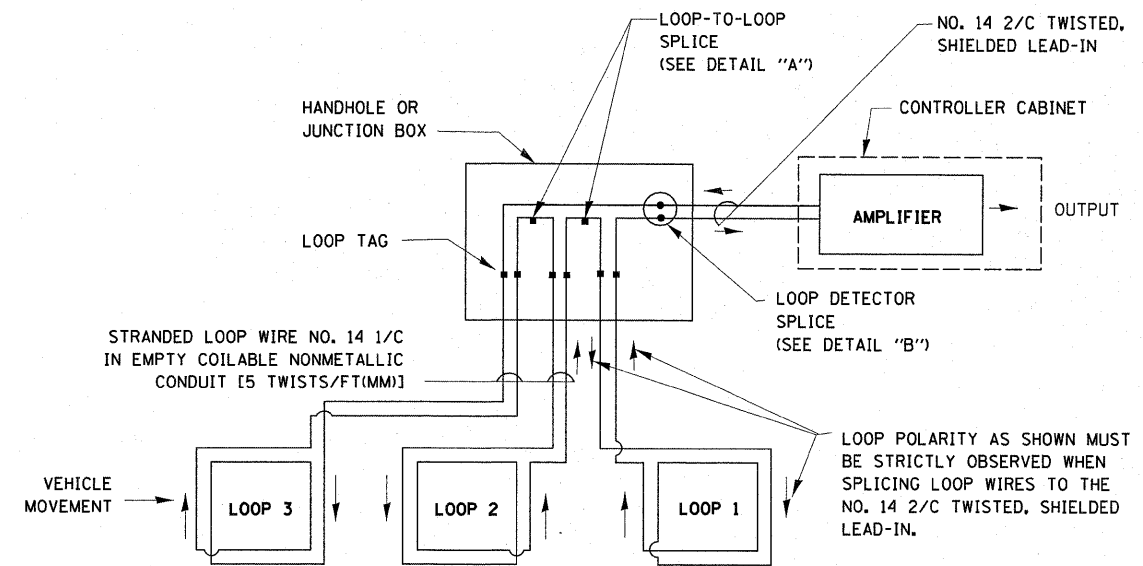 LOOP-TO-LOOP
SPLICE
(SEE DETAIL "A")
NO. 14 2/C TWISTED,
SHIELDED LEAD-IN
HANDHOLE OR
JUNCTION BOX
CONTROLLER CABINET
AMPLIFIER
OUTPUT
LOOP TAG
LOOP DETECTOR
SPLICE
(SEE DETAIL "B")
STRANDED LOOP WIRE NO. 14 1/C
IN EMPTY COILABLE NONMETALLIC
CONDUIT [5 TWISTS/FT(MM)]
LOOP POLARITY AS SHOWN MUST
BE STRICTLY OBSERVED WHEN
SPLICING LOOP WIRES TO THE
NO. 14 2/C TWISTED, SHIELDED
LEAD-IN.
VEHICLE
MOVEMENT
LOOP 3
LOOP 2
LOOP 1